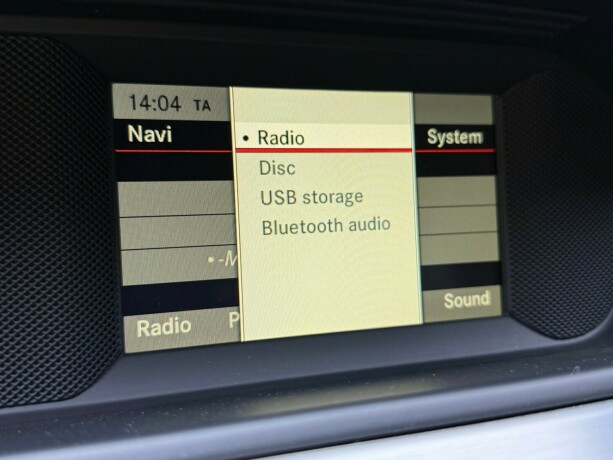 14:04 TA
Navi
• Radio
System
Disc
USB storage
Bluetooth audio
•-M
Radio P
Sound